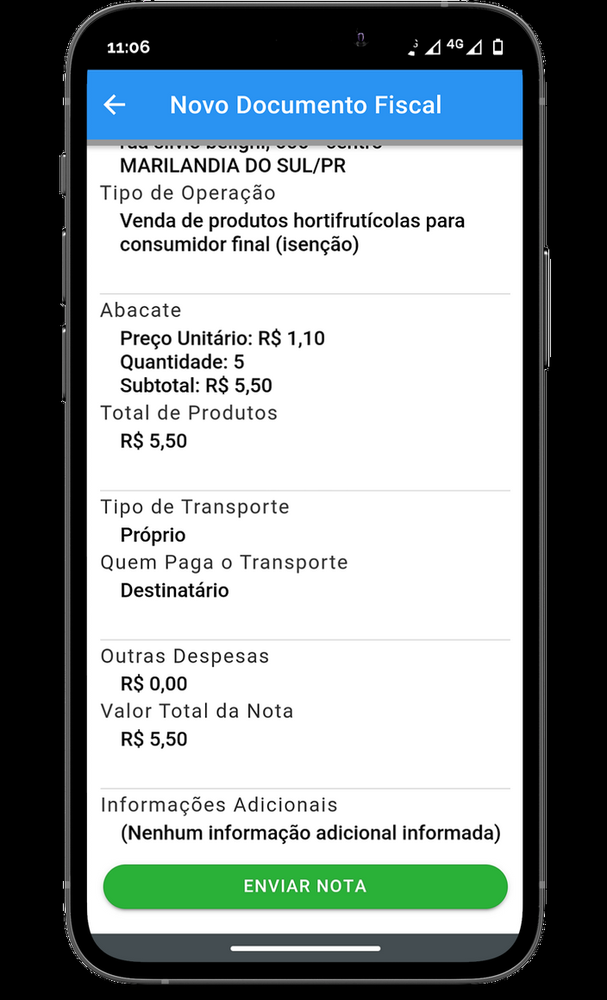 11:06
4G
Novo Documento Fiscal
MARILANDIA DO SUL/PR
Tipo de Operação
Venda de produtos hortifrutícolas para
consumidor final (isenção)
Abacate
Preço Unitário: R$ 1,10
Quantidade: 5
Subtotal: R$ 5,50
Total de Produtos
R$ 5,50
Tipo de Transporte
Próprio
Quem Paga o Transporte
Destinatário
Outras Despesas
R$ 0,00
Valor Total da Nota
R$ 5,50
Informações Adicionais
(Nenhum informação adicional informada)
ENVIAR NOTA